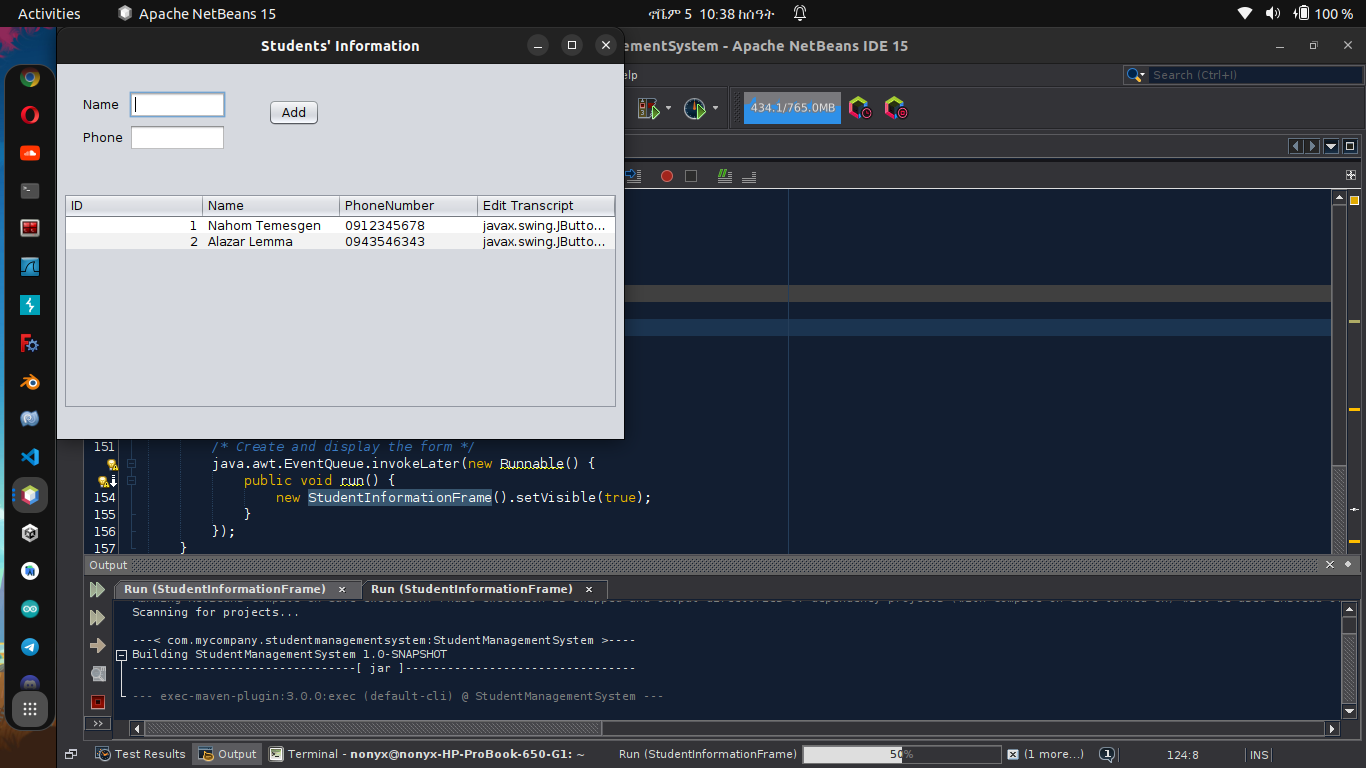 Activities
Apache NetBeans 15
ኖቬም 5 10:38 ከሰዓት
100 %
Students' Information
ementSystem - Apache NetBeans IDE 15
elp
Search (Ctrl+I)
Name
Add
Phone
434.1/765.0MB
ID Name PhoneNumber Edit Transcript
1 Nahom Temesgen 0912345678 javax.swing.JButto...
2 Alazar Lemma 0943546343 javax.swing.JButto...
151 /* Create and display the form */
java.awt.EventQueue.invokeLater(new Runnable() {
public void run() {
154 new StudentInformationFrame().setVisible(true);
155 }
156 });
157 }
Output
Run (StudentInformationFrame) × Run (StudentInformationFrame) ×
Scanning for projects...
---< com.mycompany.studentmanagementsystem:StudentManagementSystem >----
Building StudentManagementSystem 1.0-SNAPSHOT
--------------------------------[ jar ]---------------------------------
--- exec-maven-plugin:3.0.0:exec (default-cli) @ StudentManagementSystem ---
>>
Test Results Output Terminal - nonyx@nonyx-HP-ProBook-650-G1: ~ Run (StudentInformationFrame) 50% (1 more...) 1 124:8 INS